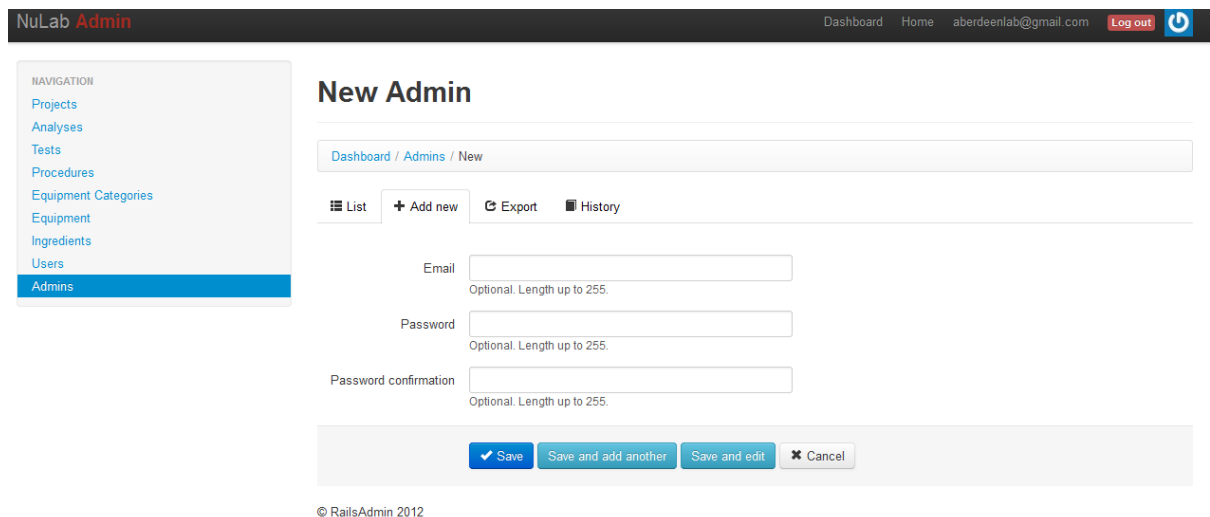 NuLab Admin
Dashboard Home aberdeenlab@gmail.com Log out
NAVIGATION
Projects
Analyses
Tests
Procedures
Equipment Categories
Equipment
Ingredients
Users
Admins
New Admin
Dashboard / Admins / New
List Add new Export History
Email
Optional. Length up to 255.
Password
Optional. Length up to 255.
Password confirmation
Optional. Length up to 255.
Save Save and add another Save and edit Cancel
© RailsAdmin 2012